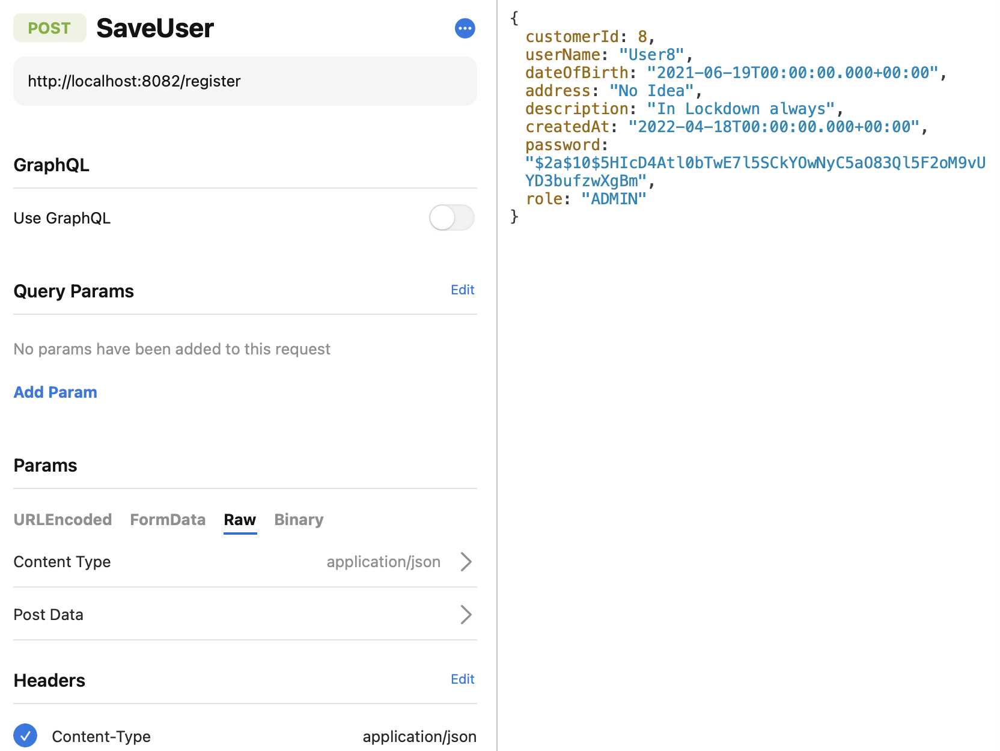 POST SaveUser
http://localhost:8082/register
GraphQL
Use GraphQL
Query Params Edit
No params have been added to this request
Add Param
Params
URLEncoded FormData Raw Binary
Content Type application/json
Post Data
Headers Edit
Content-Type application/json
{
customerId: 8,
userName: "User8",
dateOfBirth: "2021-06-19T00:00:00.000+00:00",
address: "No Idea",
description: "In Lockdown always",
createdAt: "2022-04-18T00:00:00.000+00:00",
password:
"$2a$10$5HIcD4Atl0bTwE7l5SCkYOwNyC5aO83Ql5F2oM9vU
YD3bufzwXgBm",
role: "ADMIN"
}